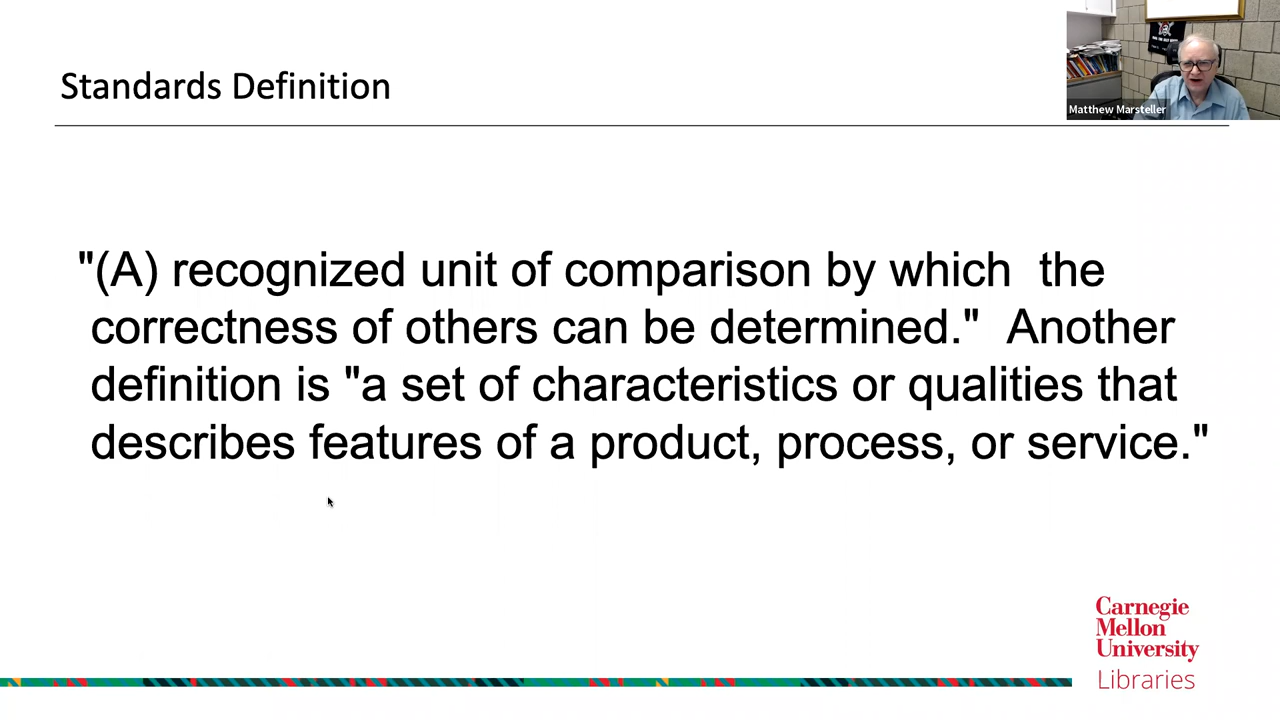 Standards Definition
Matthew Marsteller
"(A) recognized unit of comparison by which  the
correctness of others can be determined."  Another
definition is "a set of characteristics or qualities that
describes features of a product, process, or service."
Carnegie
Mellon
University
Libraries